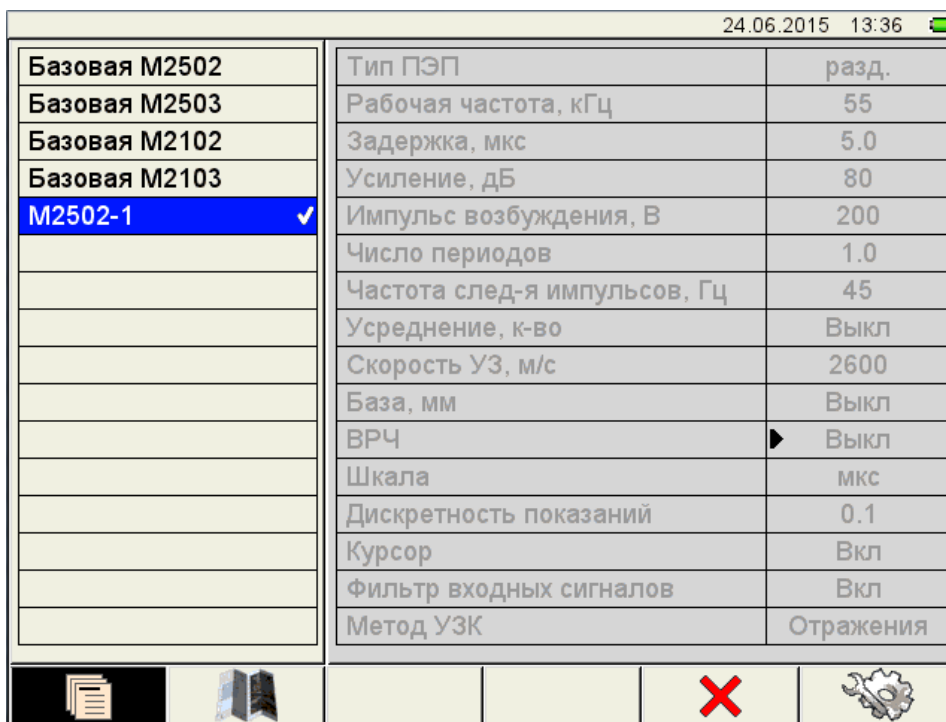 24.06.2015 13:36
Базовая М2502
Базовая М2503
Базовая М2102
Базовая М2103
М2502-1
Тип ПЭП разд.
Рабочая частота, кГц 55
Задержка, мкс 5.0
Усиление, дБ 80
Импульс возбуждения, В 200
Число периодов 1.0
Частота след-я импульсов, Гц 45
Усреднение, к-во Выкл
Скорость УЗ, м/с 2600
База, мм Выкл
ВРЧ Выкл
Шкала мкс
Дискретность показаний 0.1
Курсор Вкл
Фильтр входных сигналов Вкл
Метод УЗК Отражения